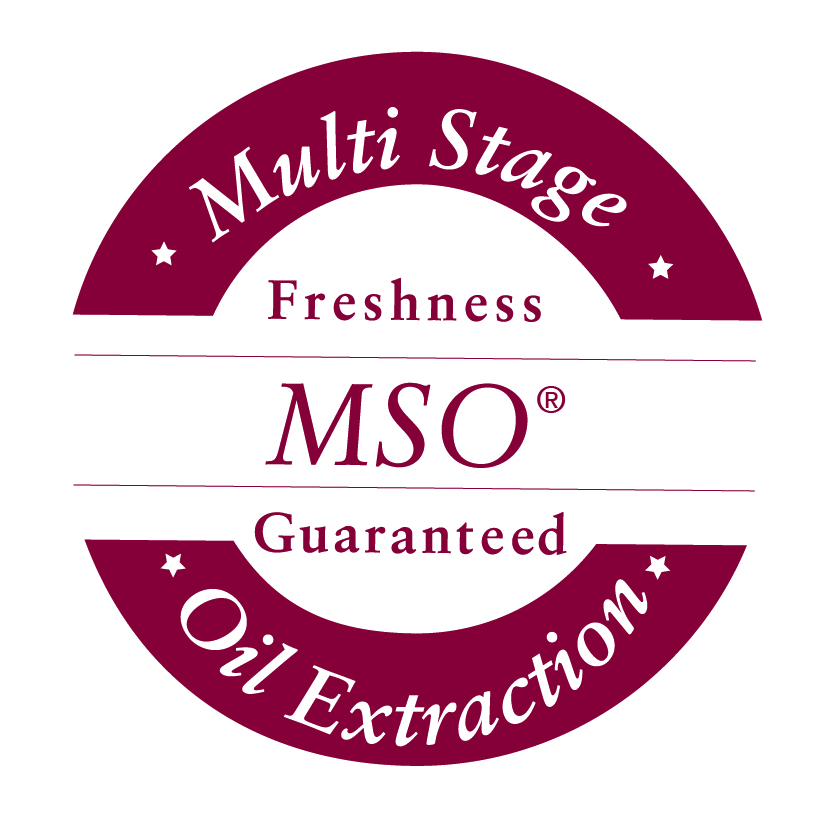 Multi Stage
Freshness
MSO®
Guaranteed
Oil Extraction